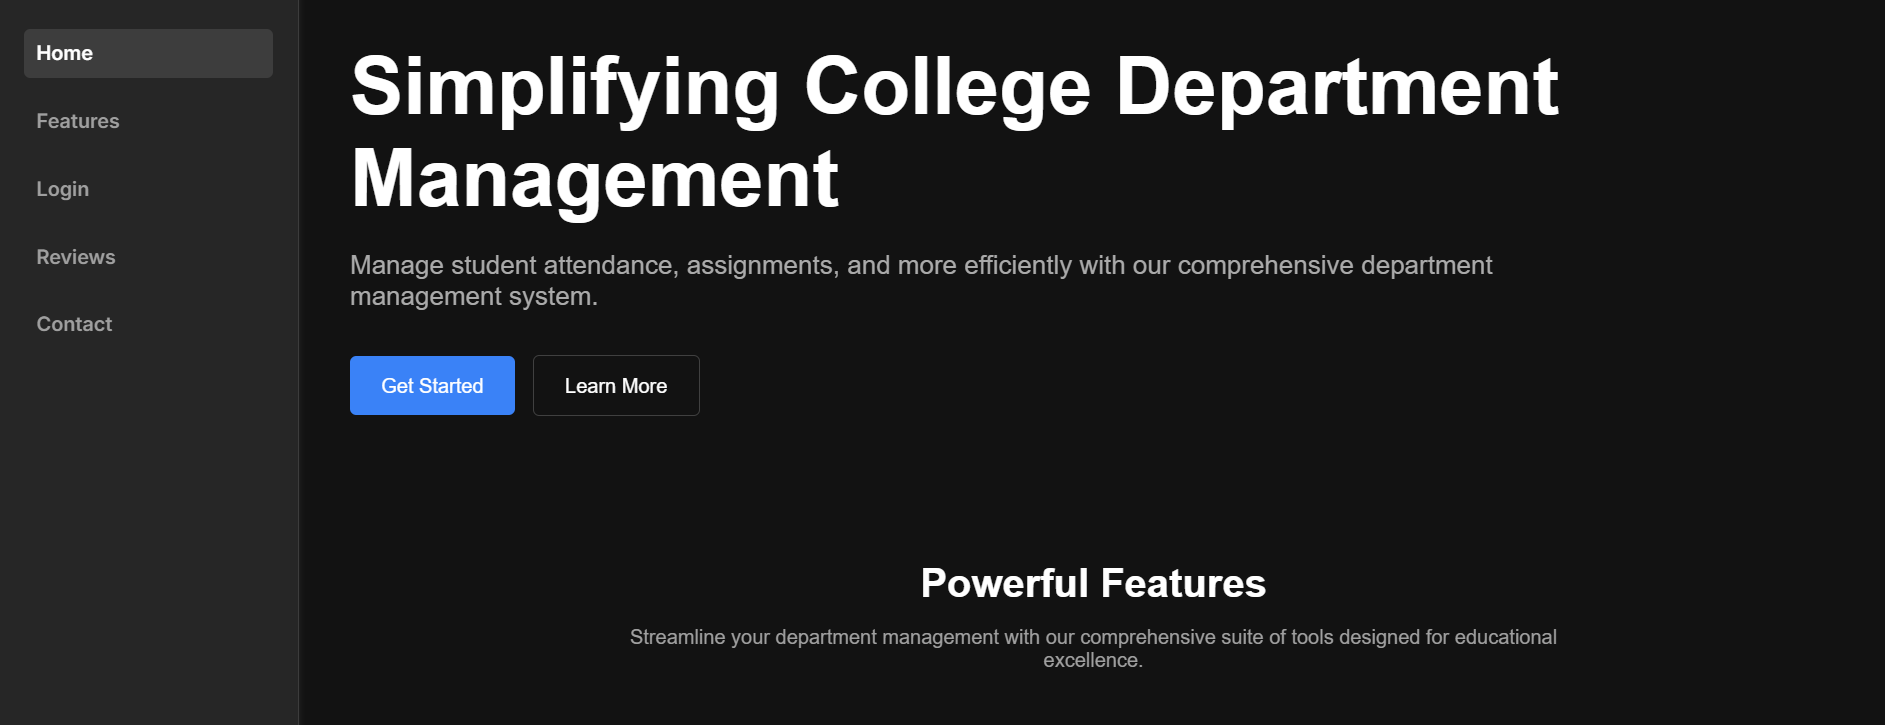 Home
Features
Login
Reviews
Contact
Simplifying College Department
Management
Manage student attendance, assignments, and more efficiently with our comprehensive department
management system.
Get Started
Learn More
Powerful Features
Streamline your department management with our comprehensive suite of tools designed for educational
excellence.